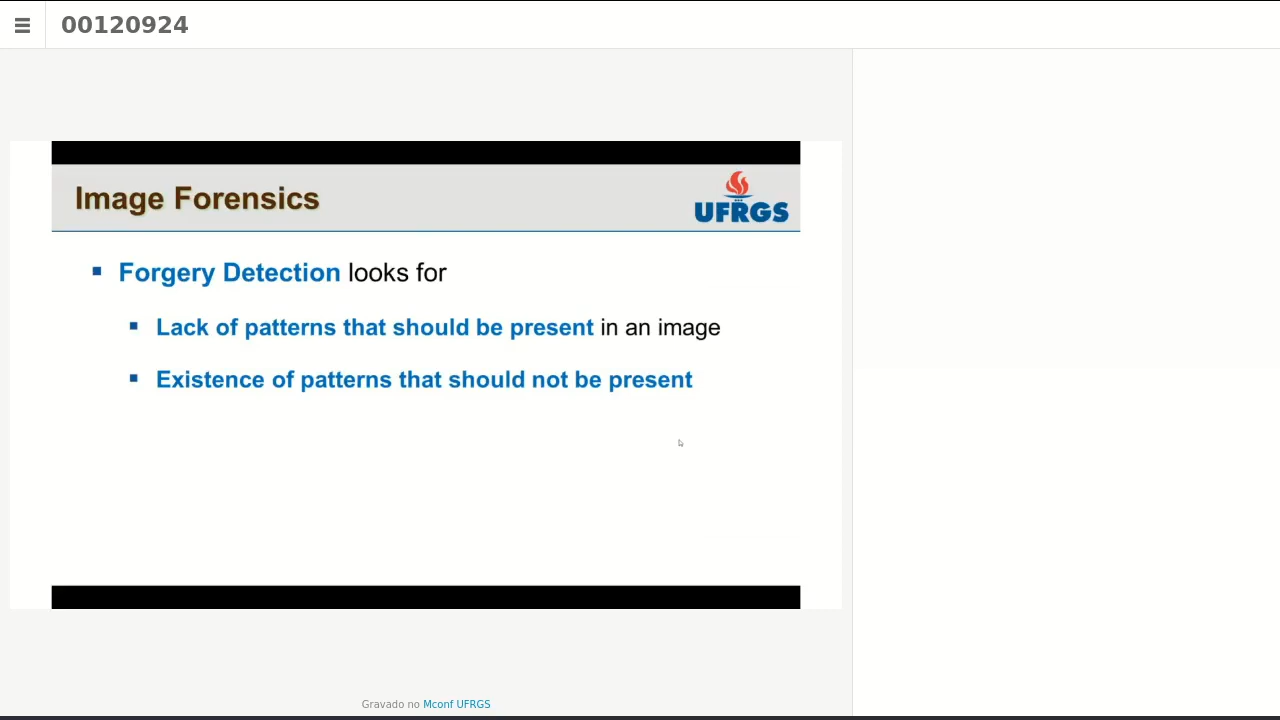 00120924
Image Forensics
UFRGS
Forgery Detection looks for
Lack of patterns that should be present in an image
Existence of patterns that should not be present
Gravado no Mconf UFRGS